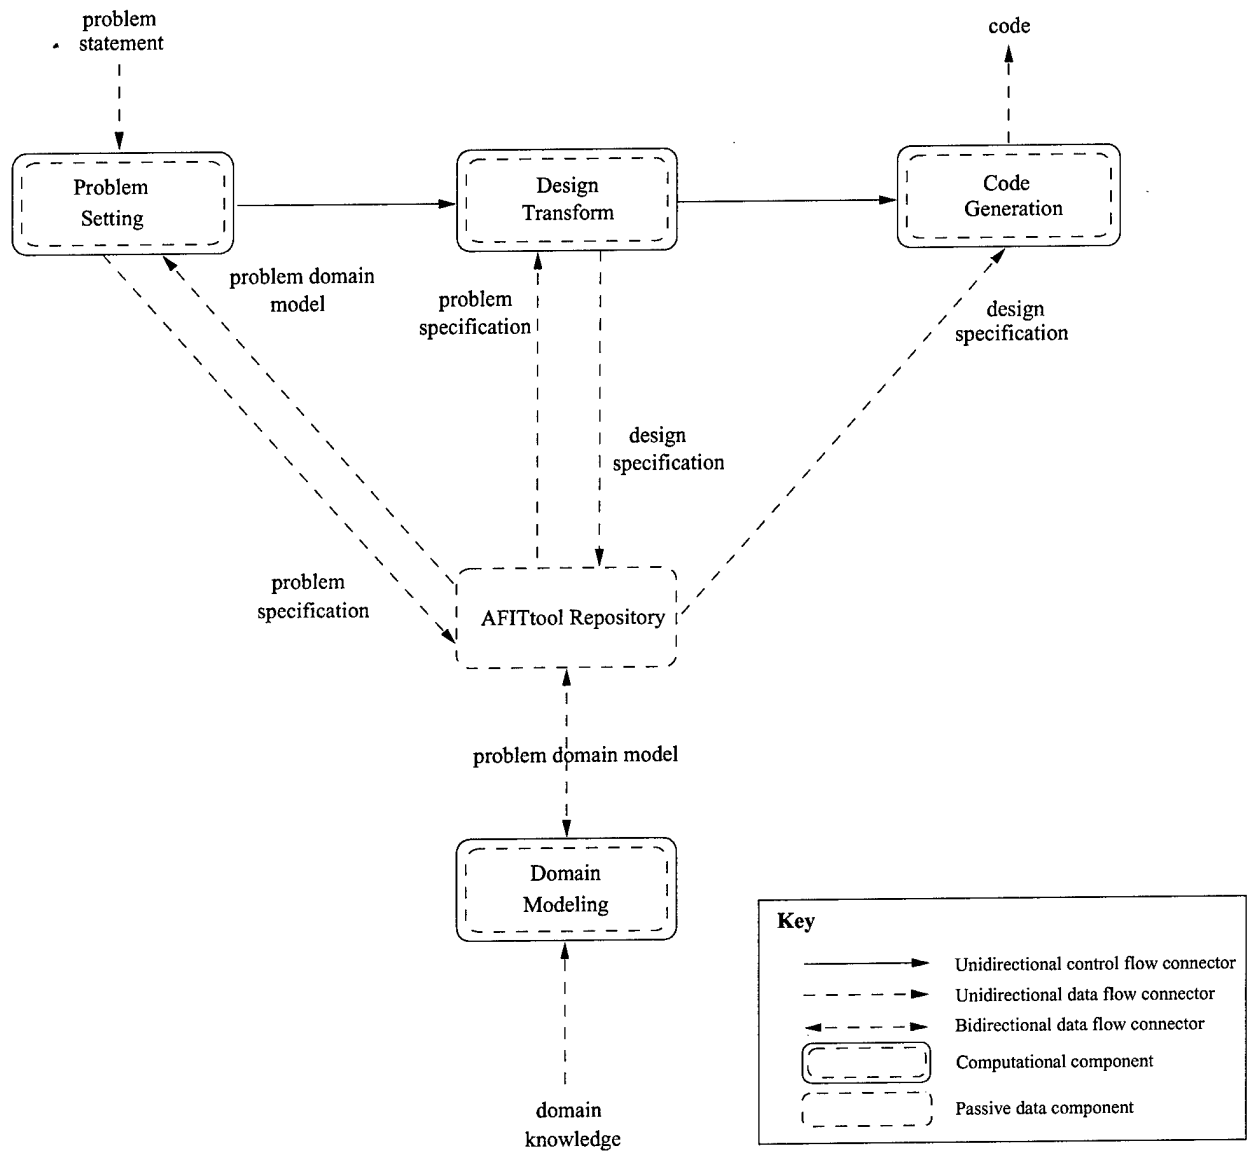 problem
statement
code
Problem
Setting
Design
Transform
Code
Generation
problem domain
model
problem
specification
design
specification
design
specification
problem
specification
AFITtool Repository
problem domain model
Domain
Modeling
domain
knowledge
Key
Unidirectional control flow connector
Unidirectional data flow connector
Bidirectional data flow connector
Computational component
Passive data component